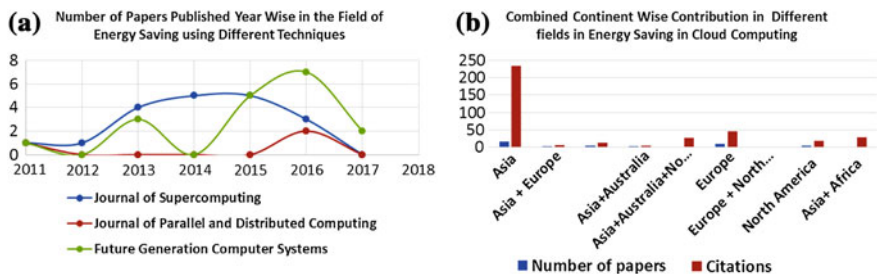 (a)
Number of Papers Published Year Wise in the Field of
Energy Saving using Different Techniques
8
6
4
2
0
2011 2012 2013 2014 2015 2016 2017 2018
Journal of Supercomputing
Journal of Parallel and Distributed Computing
Future Generation Computer Systems
(b)
Combined Continent Wise Contribution in Different
fields in Energy Saving in Cloud Computing
250
200
150
100
50
0
Asia
Asia + Europe
Asia+Australia
Asia+Australia+No...
Europe
Europe + North...
North America
Asia+ Africa
Number of papers Citations